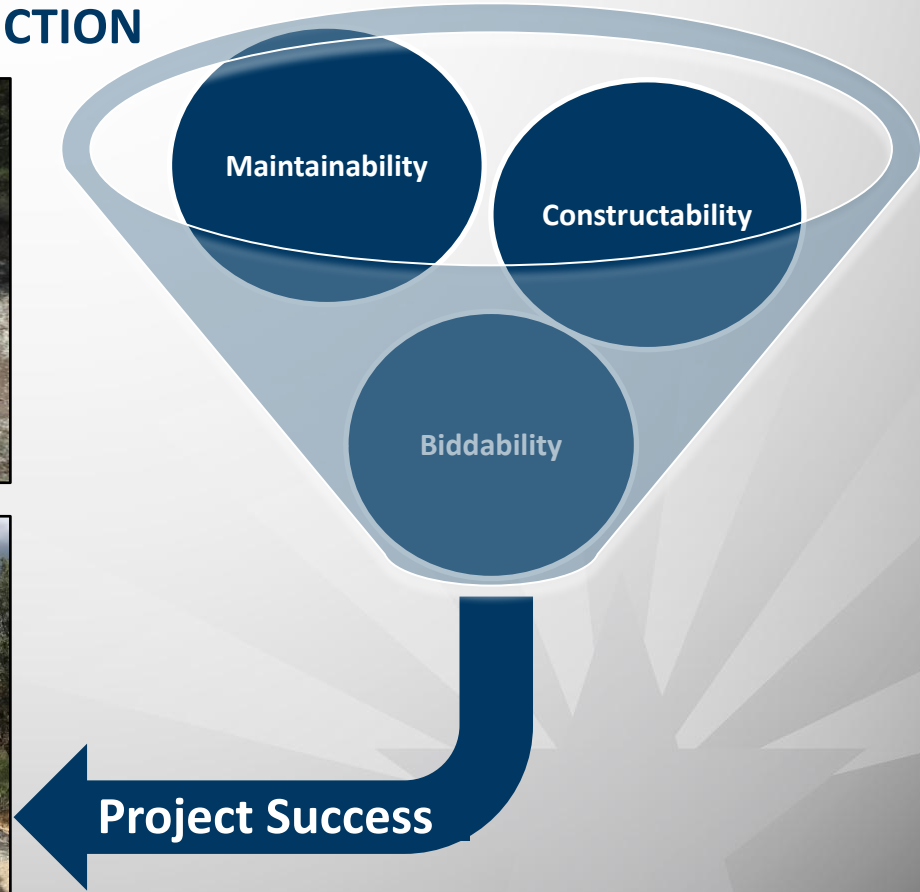 CTION
Maintainability
Constructability
Biddability
Project Success